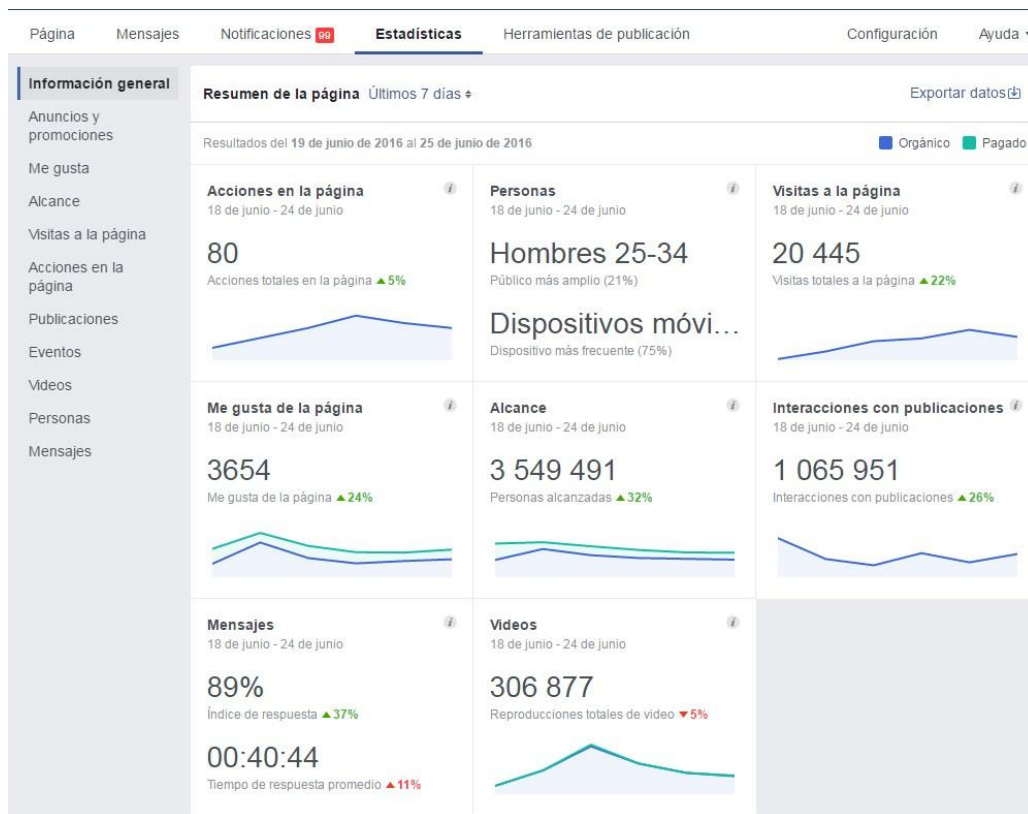 Página Mensajes Notificaciones 99 Estadísticas Herramientas de publicación Configuración Ayuda
Información general
Anuncios y
promociones
Me gusta
Alcance
Visitas a la página
Acciones en la
página
Publicaciones
Eventos
Videos
Personas
Mensajes
Resumen de la página Últimos 7 días Exportar datos
Resultados del 19 de junio de 2016 al 25 de junio de 2016 Orgánico Pagado
Acciones en la página
18 de junio - 24 de junio
80
Acciones totales en la página ▲5%
Personas
18 de junio - 24 de junio
Hombres 25-34
Público más amplio (21%)
Dispositivos móvi...
Dispositivo más frecuente (75%)
Visitas a la página
18 de junio - 24 de junio
20 445
Visitas totales a la página ▲22%
Me gusta de la página
18 de junio - 24 de junio
3654
Me gusta de la página ▲24%
Alcance
18 de junio - 24 de junio
3 549 491
Personas alcanzadas ▲32%
Interacciones con publicaciones
18 de junio - 24 de junio
1 065 951
Interacciones con publicaciones ▲26%
Mensajes
18 de junio - 24 de junio
89%
Índice de respuesta ▲37%
00:40:44
Tiempo de respuesta promedio ▲11%
Videos
18 de junio - 24 de junio
306 877
Reproducciones totales de video ▼5%